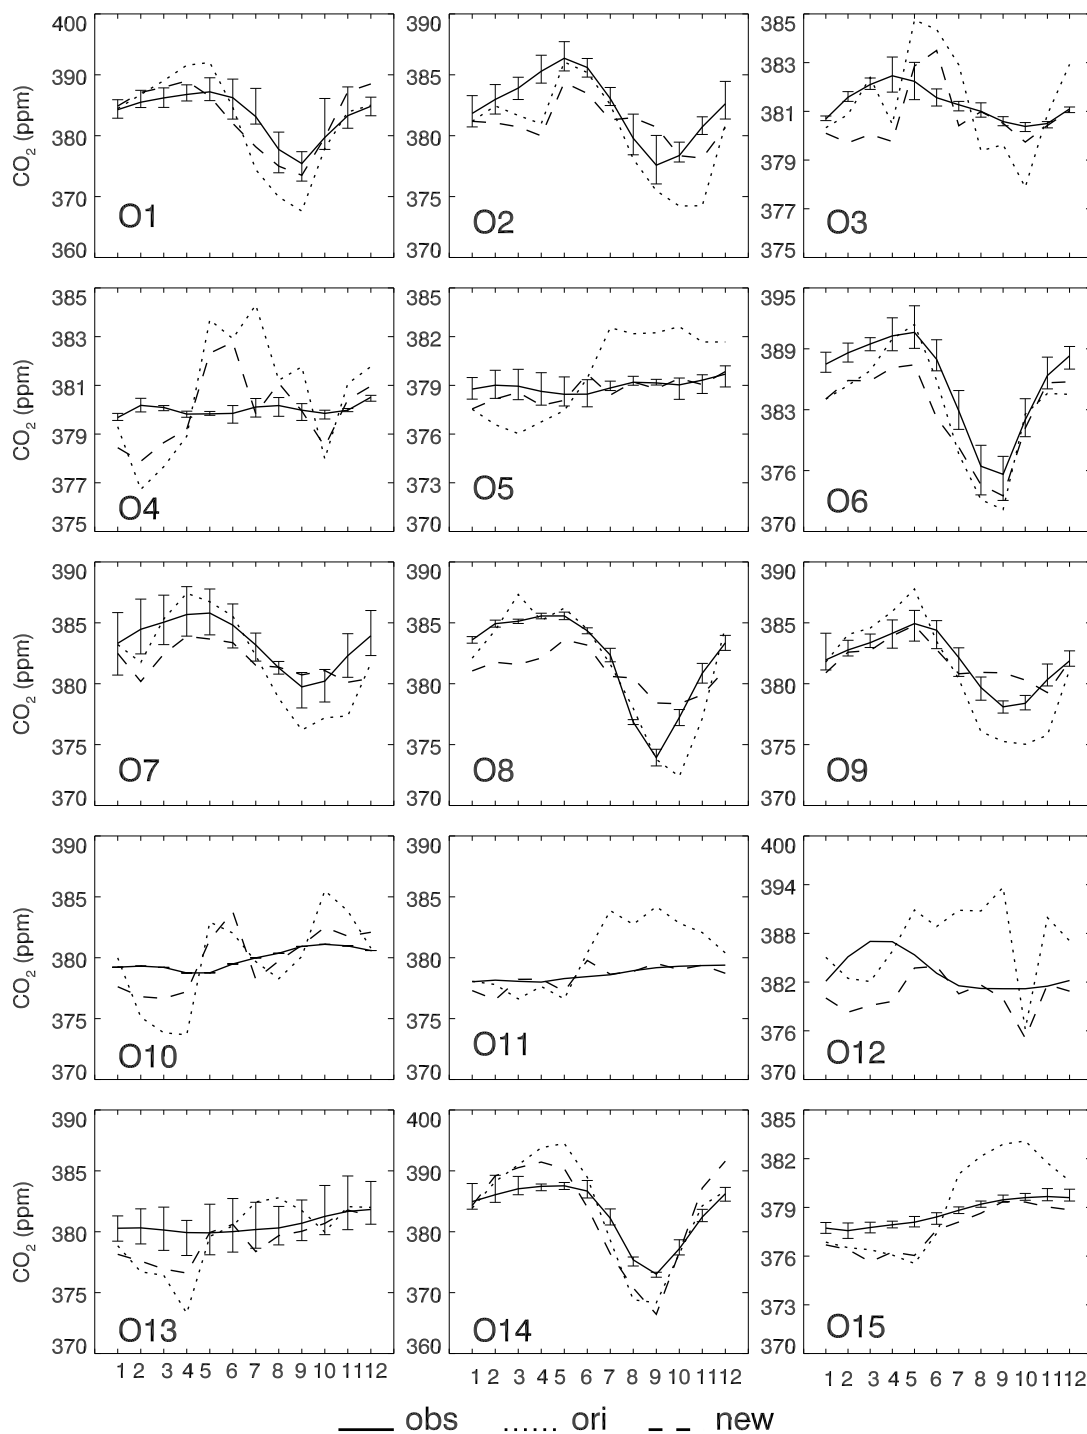 400 390 385
390 385 383
CO2 (ppm) 380 380 381
379
370 375 377
O1 O2 O3
360 370 375
385 385 395
383 382 389
CO2 (ppm) 381 379 383
379 376
377 373 376
O4 O5 O6
375 370 370
390 390 390
385 385 385
CO2 (ppm) 380 380 380
375 375 375
O7 O8 O9
370 370 370
390 390 400
385 385 394
388
CO2 (ppm) 380 380 382
375 375 376
O10 O11 O12
370 370 370
390 400 385
385 390 382
CO2 (ppm) 380 380 379
376
375 370 373
O13 O14 O15
370 360 370
1 2 3 4 5 6 7 8 9 10 11 12 1 2 3 4 5 6 7 8 9 10 11 12 1 2 3 4 5 6 7 8 9 10 11 12
obs ori new